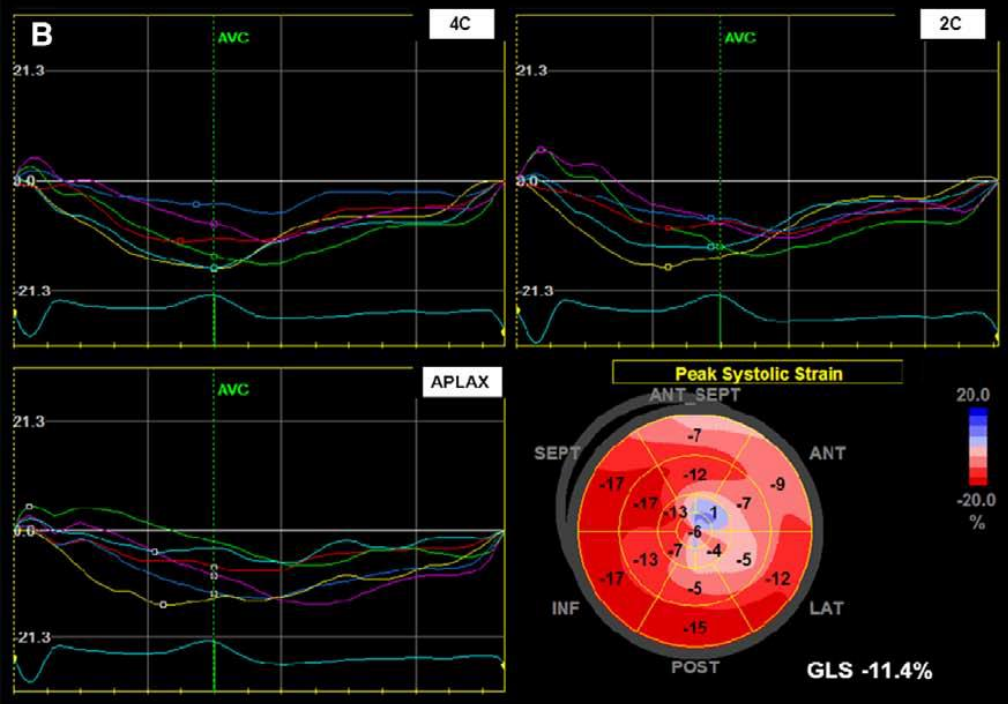 B
4C
AVC
21.3
0.0
-21.3
2C
AVC
21.3
0.0
-21.3
APLAX
AVC
21.3
0.0
-21.3
Peak Systolic Strain
ANT_SEPT
SEPT
ANT
INF
LAT
POST
-7
-17
-12
-9
-17
-13
1
-7
-6
-13
-7
-4
-5
-17
-5
-12
-15
20.0
-20.0
%
GLS -11.4%